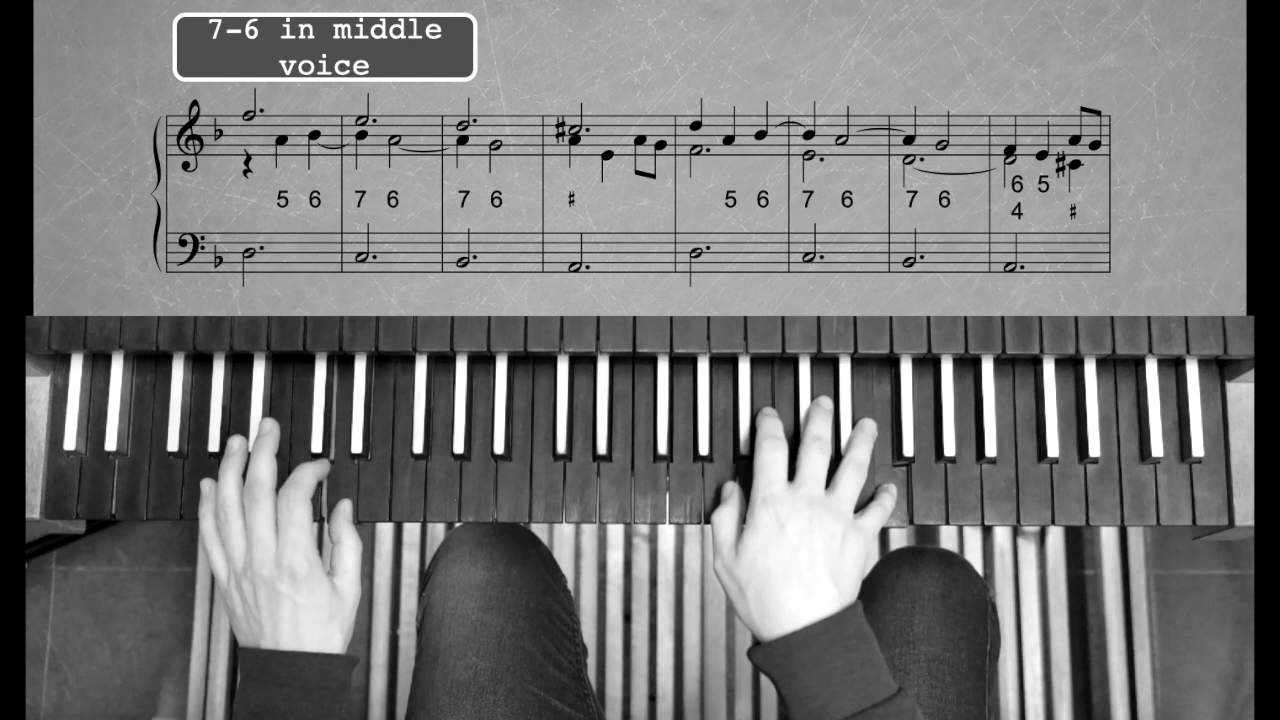 7-6 in middle
voice
5 6 7 6 7 6 ♯ 5 6 7 6 7 6 6 5
4 ♯